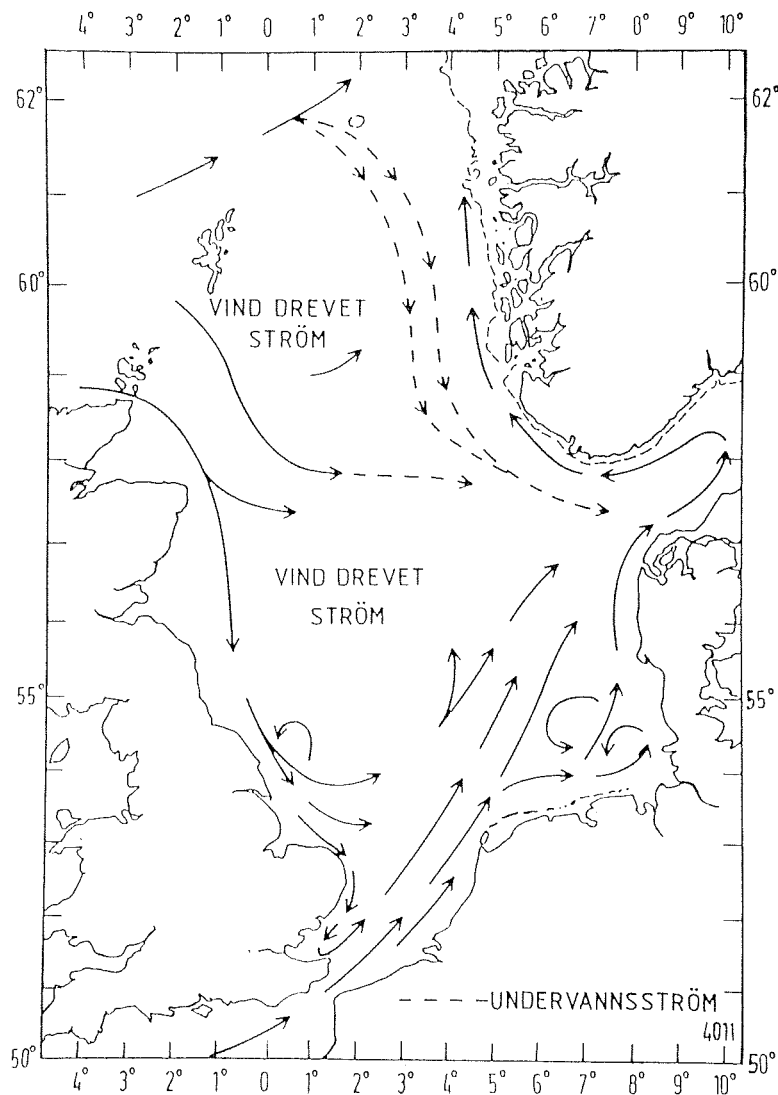 4° 3° 2° 1° 0 1° 2° 3° 4° 5° 6° 7° 8° 9° 10°
62° 62°
60° 60°
VIND DREVET
STRÖM
VIND DREVET
STRÖM
55° 55°
— — — —UNDERVANNSSTRÖM
4011
50° 50°
4° 3° 2° 1° 0 1° 2° 3° 4° 5° 6° 7° 8° 9° 10°